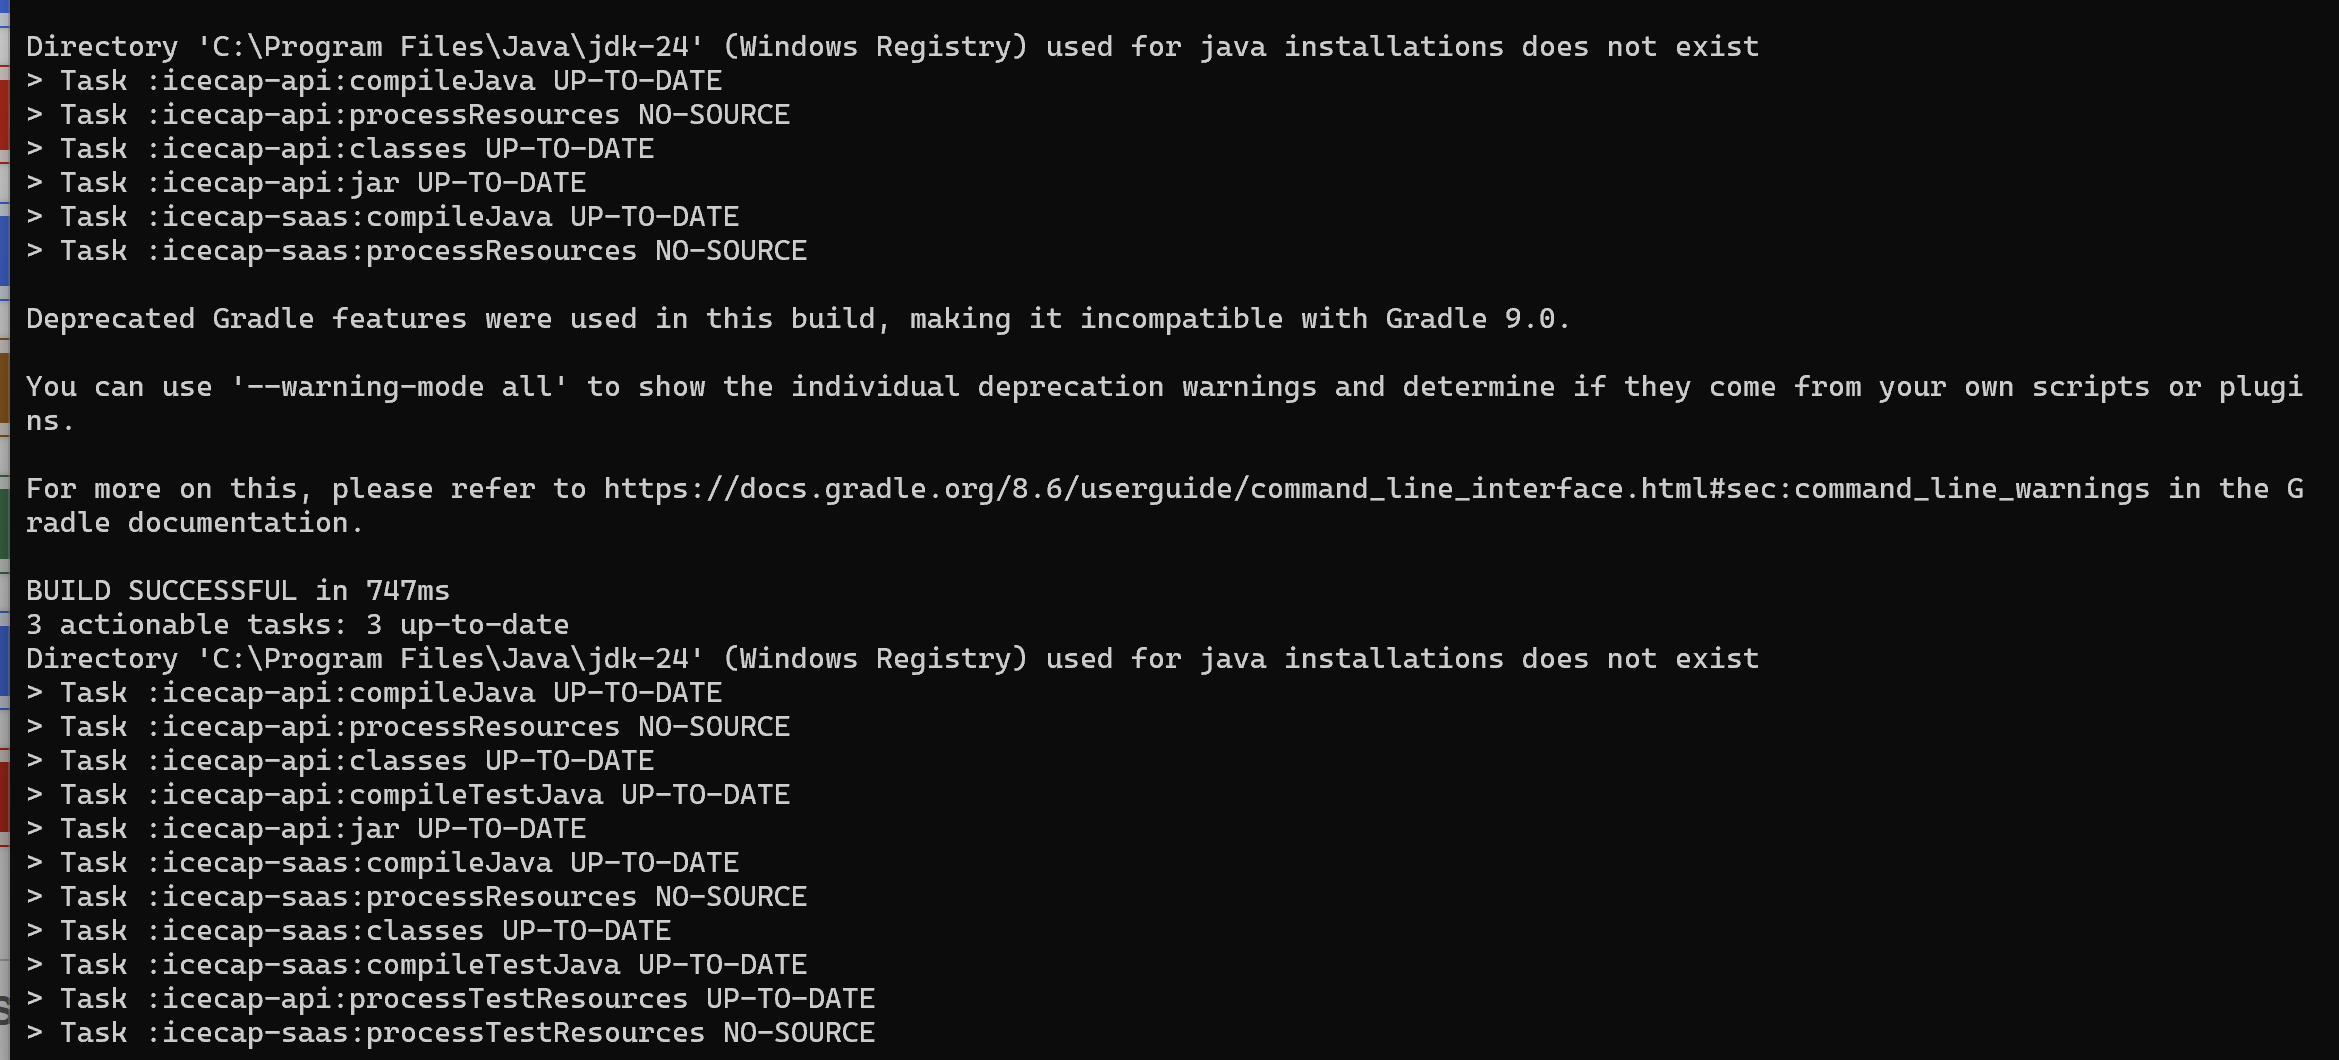 Directory 'C:\Program Files\Java\jdk-24' (Windows Registry) used for java installations does not exist
> Task :icecap-api:compileJava UP-TO-DATE
> Task :icecap-api:processResources NO-SOURCE
> Task :icecap-api:classes UP-TO-DATE
> Task :icecap-api:jar UP-TO-DATE
> Task :icecap-saas:compileJava UP-TO-DATE
> Task :icecap-saas:processResources NO-SOURCE
Deprecated Gradle features were used in this build, making it incompatible with Gradle 9.0.
You can use '--warning-mode all' to show the individual deprecation warnings and determine if they come from your own scripts or plugi
ns.
For more on this, please refer to https://docs.gradle.org/8.6/userguide/command_line_interface.html#sec:command_line_warnings in the G
radle documentation.
BUILD SUCCESSFUL in 747ms
3 actionable tasks: 3 up-to-date
Directory 'C:\Program Files\Java\jdk-24' (Windows Registry) used for java installations does not exist
> Task :icecap-api:compileJava UP-TO-DATE
> Task :icecap-api:processResources NO-SOURCE
> Task :icecap-api:classes UP-TO-DATE
> Task :icecap-api:compileTestJava UP-TO-DATE
> Task :icecap-api:jar UP-TO-DATE
> Task :icecap-saas:compileJava UP-TO-DATE
> Task :icecap-saas:processResources NO-SOURCE
> Task :icecap-saas:classes UP-TO-DATE
> Task :icecap-saas:compileTestJava UP-TO-DATE
> Task :icecap-api:processTestResources UP-TO-DATE
> Task :icecap-saas:processTestResources NO-SOURCE